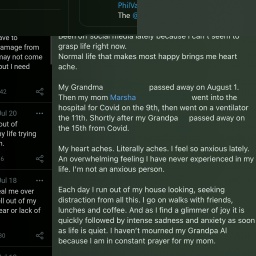 PhilVa
The @
ave to
amage from
may not come
out I need
42
Jul 20
out of
y life trying
n.
6
Jul 18
eal me over
ll out of my
ear or lack of
80
been off social media lately because I can't seem to
grasp life right now.
Normal life that makes most happy brings me heart
ache.
My Grandma passed away on August 1.
Then my mom Marsha went into the
hospital for Covid on the 9th, then went on a ventilator
the 11th. Shortly after my Grandpa passed away on
the 15th from Covid.
My heart aches. Literally aches. I feel so anxious lately.
An overwhelming feeling I have never experienced in my
life. I'm not an anxious person.
Each day I run out of my house looking, seeking
distraction from all this. I go on walks with friends,
lunches and coffee. And as I find a glimmer of joy it is
quickly followed by intense sadness and anxiety as soon
as life is quiet. I haven't mourned my Grandpa Al
because I am in constant prayer for my mom.